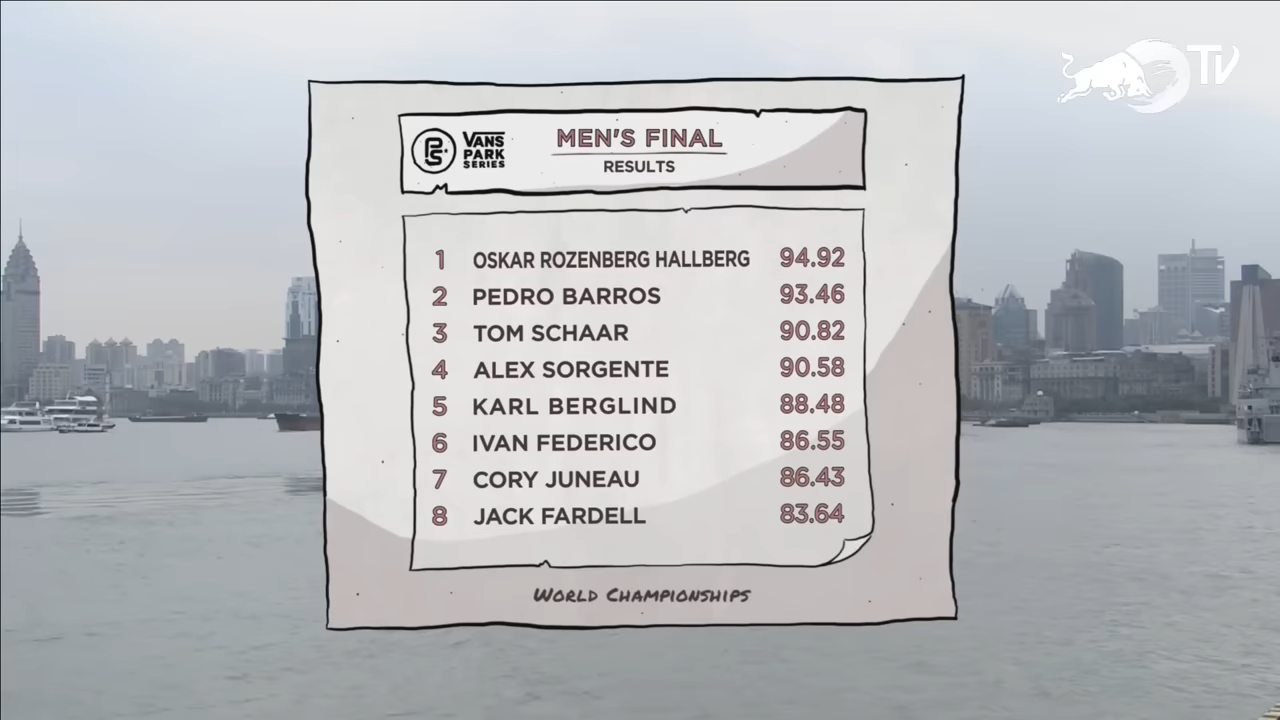 TV
VANS
PARK
SERIES
PS
MEN'S FINAL
RESULTS
1 OSKAR ROZENBERG HALLBERG 94.92
2 PEDRO BARROS 93.46
3 TOM SCHAAR 90.82
4 ALEX SORGENTE 90.58
5 KARL BERGLIND 88.48
6 IVAN FEDERICO 86.55
7 CORY JUNEAU 86.43
8 JACK FARDELL 83.64
WORLD CHAMPIONSHIPS